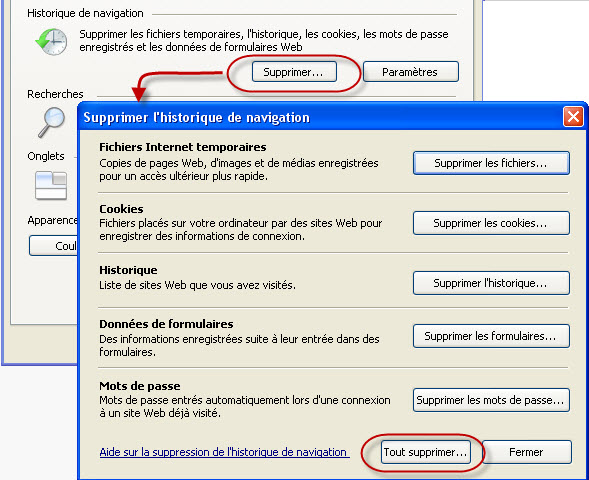 Historique de navigation
Supprimer les fichiers temporaires, l'historique, les cookies, les mots de passe
enregistrés et les données de formulaires Web
Supprimer...
Paramètres
Recherches
Onglets
Apparence
Coul
Supprimer l'historique de navigation
Fichiers Internet temporaires
Copies de pages Web, d'images et de médias enregistrées
pour un accès ultérieur plus rapide.
Supprimer les fichiers...
Cookies
Fichiers placés sur votre ordinateur par des sites Web pour
enregistrer des informations de connexion.
Supprimer les cookies...
Historique
Liste de sites Web que vous avez visités.
Supprimer l'historique...
Données de formulaires
Des informations enregistrées suite à leur entrée dans des
formulaires.
Supprimer les formulaires...
Mots de passe
Mots de passe entrés automatiquement lors d'une connexion
à un site Web déjà visité.
Supprimer les mots de passe...
Aide sur la suppression de l'historique de navigation
Tout supprimer...
Fermer